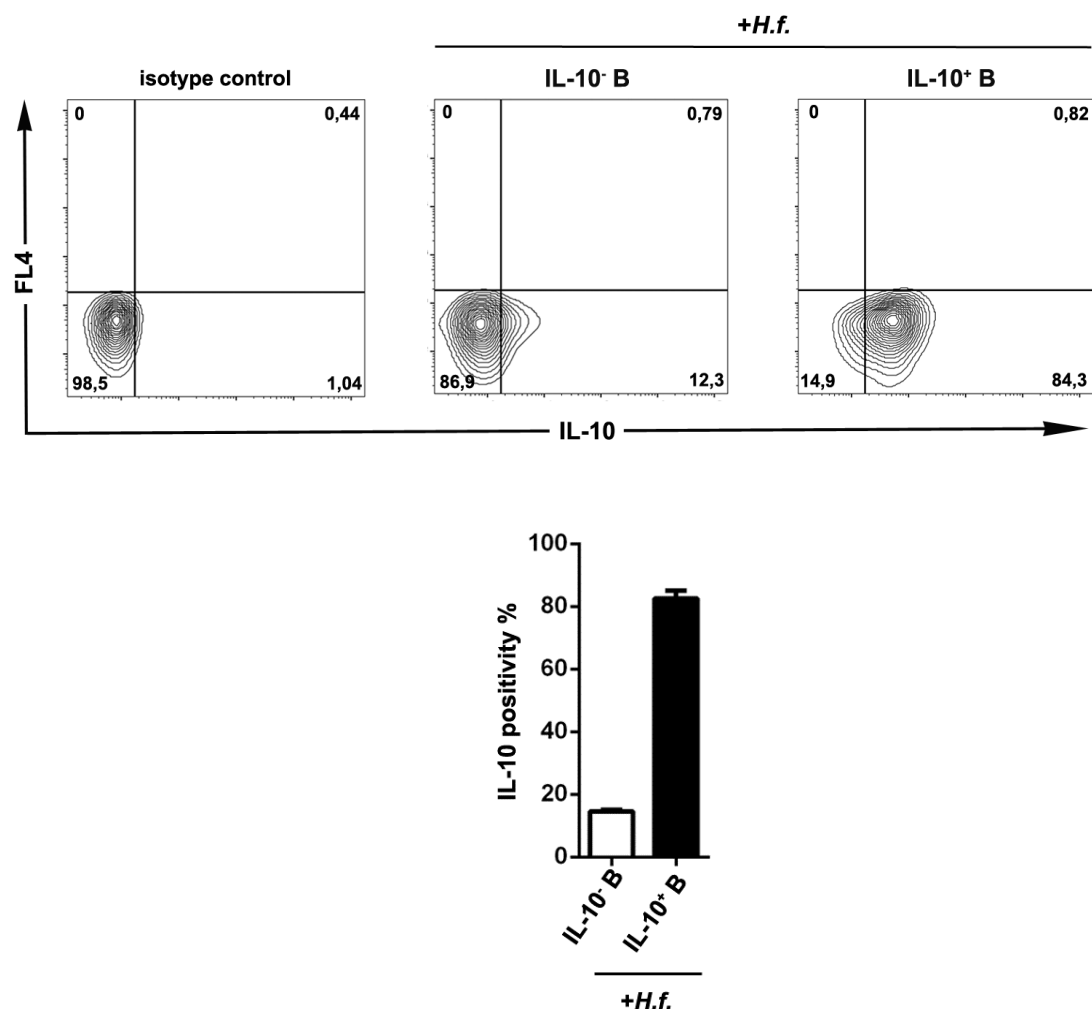 +H.f.
isotype control
IL-10⁻ B
IL-10⁺ B
0 0,44
0 0,79
0 0,82
FL4
98,5 1,04
86,9 12,3
14,9 84,3
IL-10
IL-10 positivity %
100
80
60
40
20
0
IL-10⁻ B
IL-10⁺ B
+H.f.